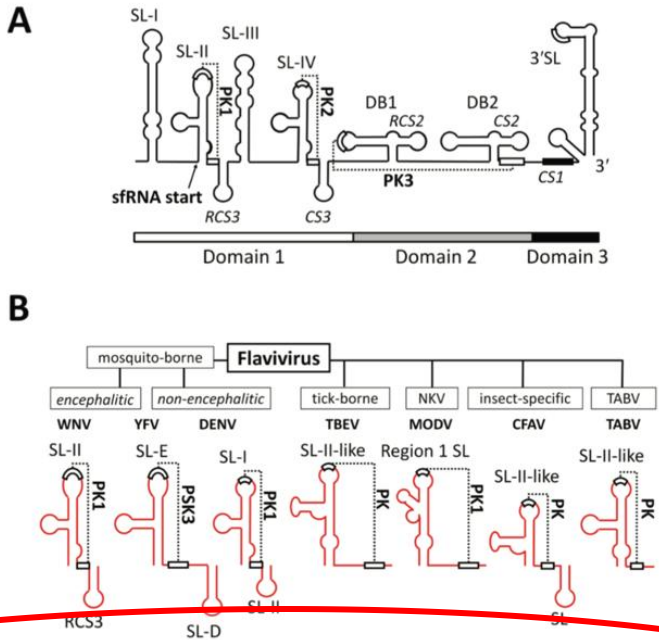 A
SL-I
SL-II
SL-III
SL-IV
3'SL
PK1
PK2
DB1
RCS2
DB2
CS2
sfRNA start
RCS3
CS3
PK3
CS1
3'
Domain 1
Domain 2
Domain 3
B
mosquito-borne
Flavivirus
encephalitic
non-encephalitic
tick-borne
NKV
insect-specific
TABV
WNV
YFV
DENV
TBEV
MODV
CFAV
TABV
SL-II
SL-E
SL-I
SL-II-like
Region 1 SL
SL-II-like
SL-II-like
PK1
PSK3
PK1
PK
PK1
PK
PK
RCS3
SL-D
SL-II